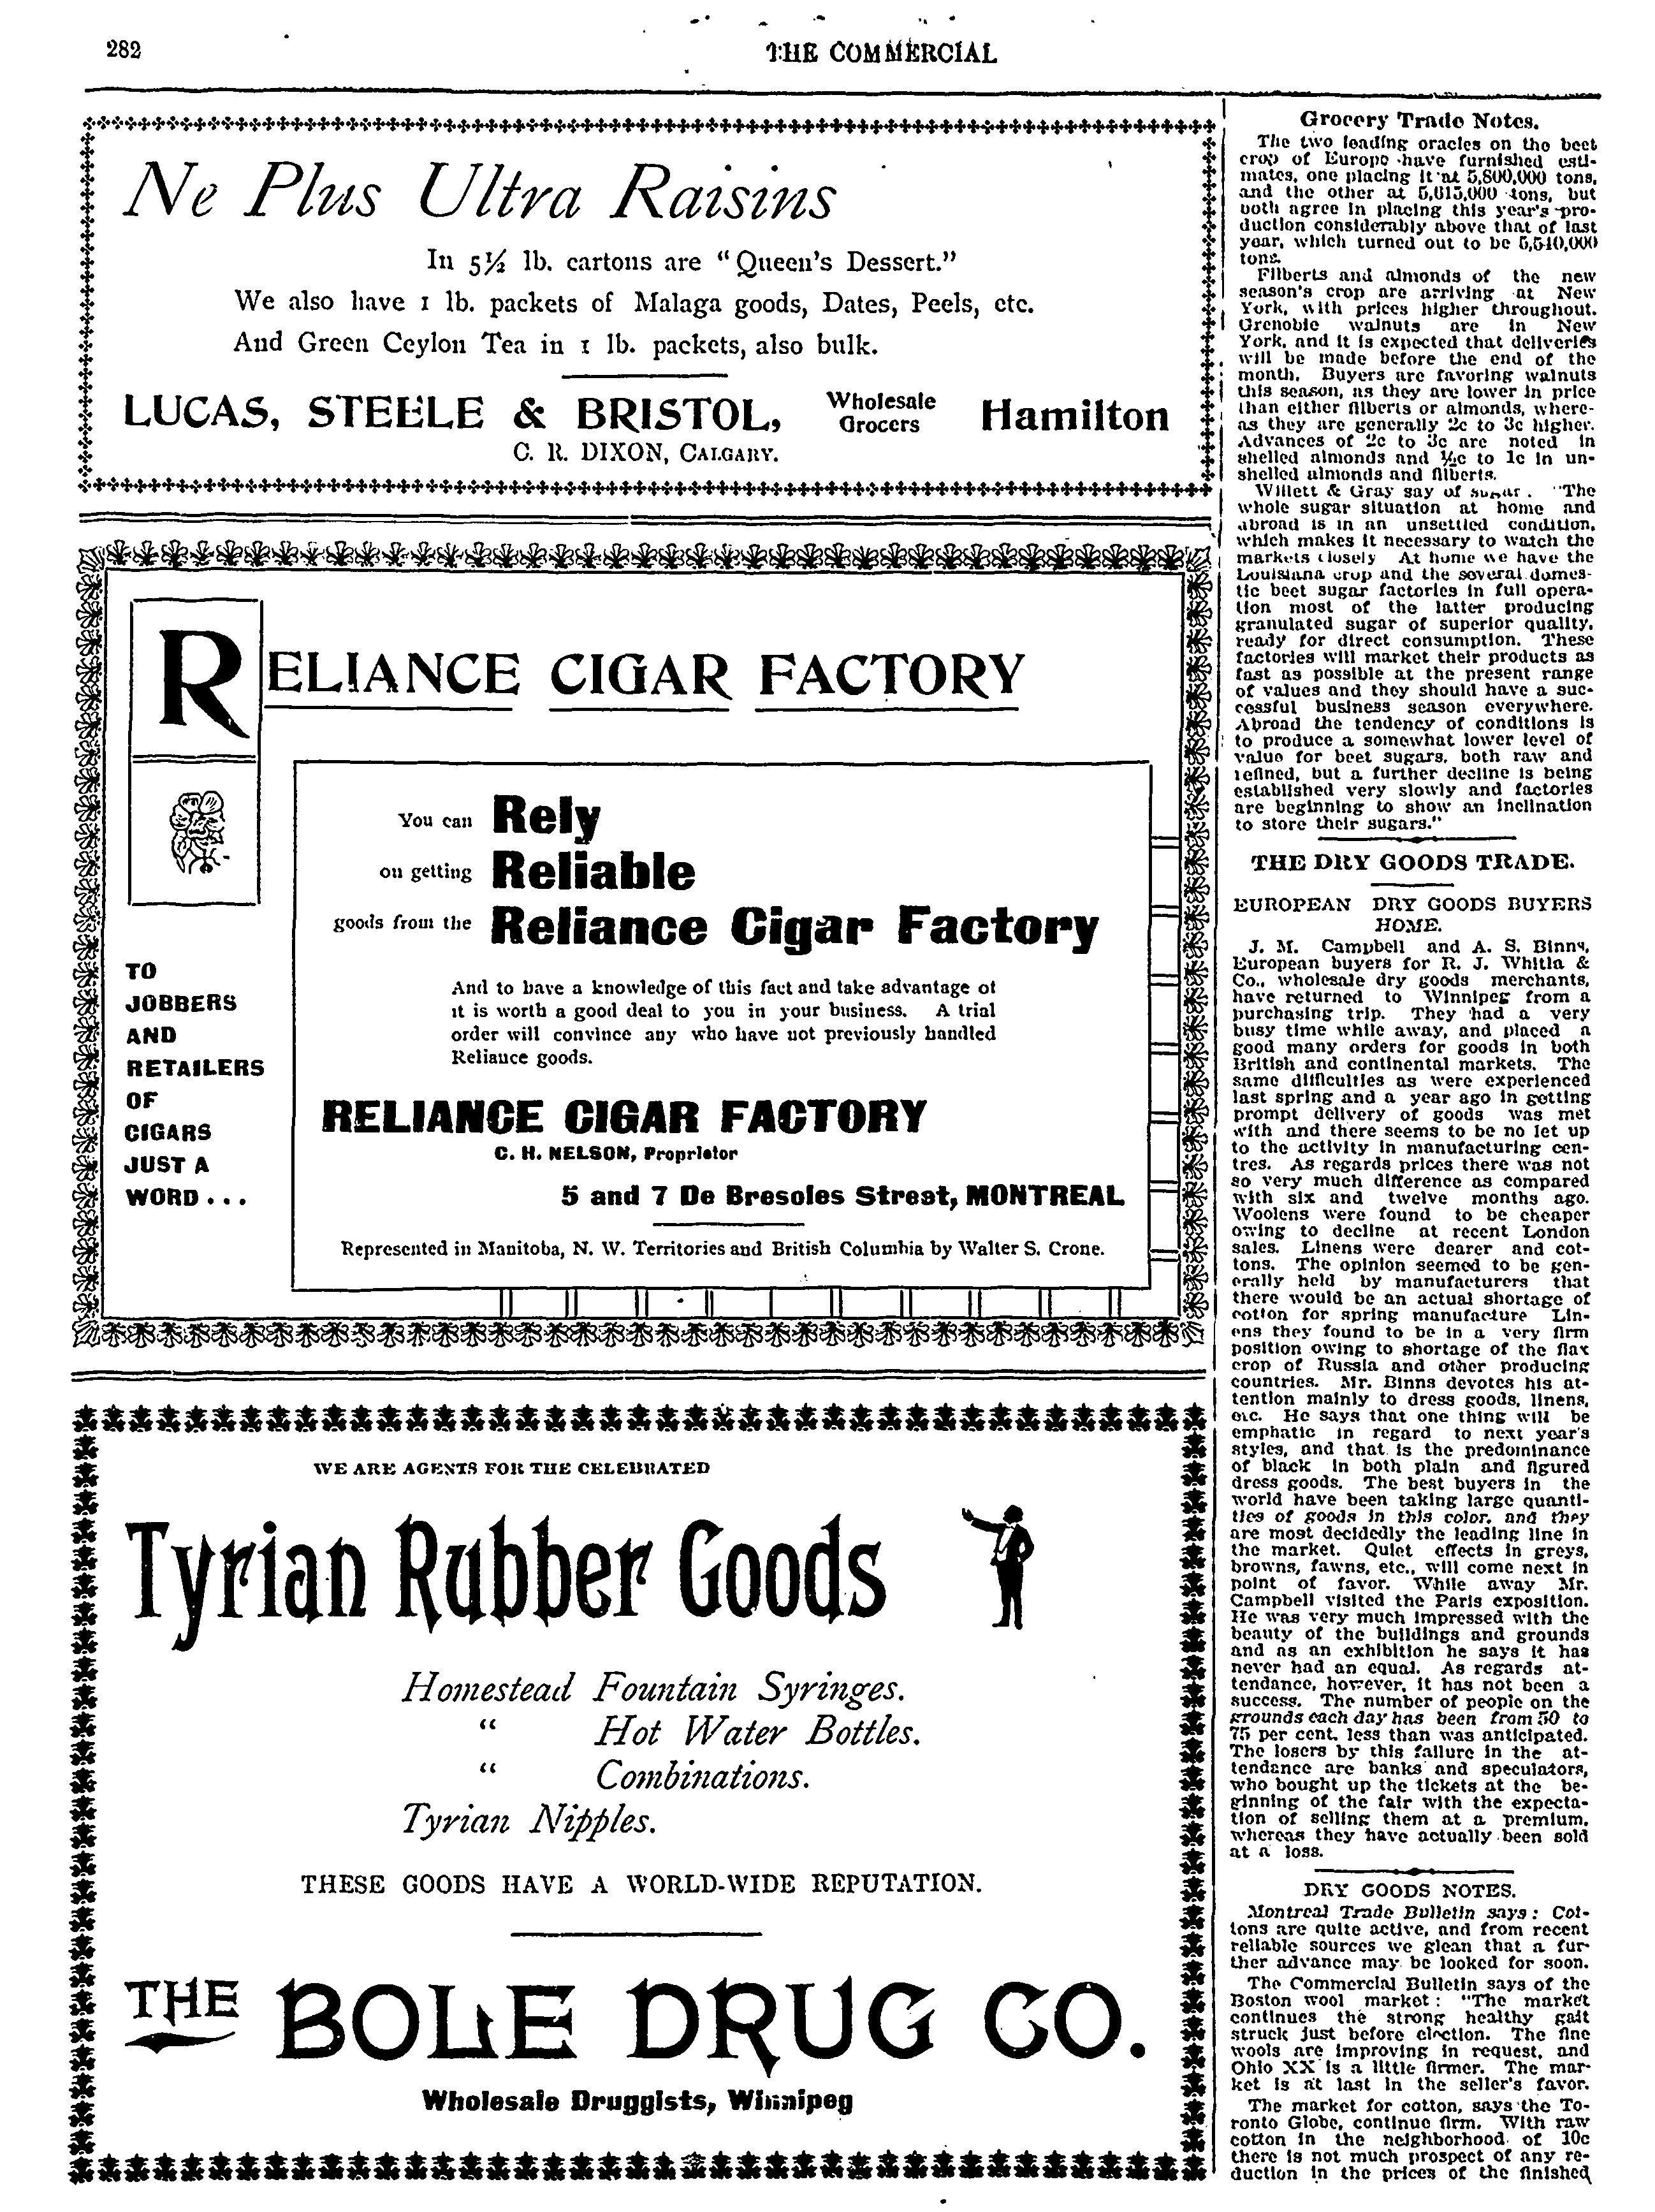 282
THE COMMERCIAL
Ne Plus Ultra Raisins
In 5½ lb. cartons are "Queen's Dessert."
We also have 1 lb. packets of Malaga goods, Dates, Peels, etc.
And Green Ceylon Tea in 1 lb. packets, also bulk.
LUCAS, STEELE & BRISTOL, Wholesale Grocers Hamilton
C. R. DIXON, CALGARY.
RELIANCE CIGAR FACTORY
You can Rely
on getting Reliable
goods from the Reliance Cigar Factory
And to have a knowledge of this fact and take advantage of
it is worth a good deal to you in your business. A trial
order will convince any who have not previously handled
Reliance goods.
TO
JOBBERS
AND
RETAILERS
OF
CIGARS
JUST A
WORD...
RELIANCE CIGAR FACTORY
C. H. NELSON, Proprietor
5 and 7 De Bresoles Street, MONTREAL
Represented in Manitoba, N. W. Territories and British Columbia by Walter S. Crone.
WE ARE AGENTS FOR THE CELEBRATED
Tyrian Rubber Goods
Homestead Fountain Syringes.
" Hot Water Bottles.
" Combinations.
Tyrian Nipples.
THESE GOODS HAVE A WORLD-WIDE REPUTATION.
THE BOLE DRUG CO.
Wholesale Druggists, Winnipeg
Grocery Trade Notes.
The two leading oracles on the beet
crop of Europe have furnished esti-
mates, one placing it at 5,800,000 tons,
and the other at 5,615,000 tons, but
both agree in placing this year's pro-
duction considerably above that of last
year, which turned out to be 5,510,000
tons.
Filberts and almonds of the new
season's crop are arriving at New
York, with prices higher throughout.
Grenoble walnuts are in New
York, and it is expected that deliveries
will be made before the end of the
month. Buyers are favoring walnuts
this season, as they are lower in price
than either filberts or almonds, where-
as they are generally 2c to 3c higher.
Advances of 2c to 3c are noted in
shelled almonds and ½c to 1c in un-
shelled almonds and filberts.
Willett & Gray say of sugar. "The
whole sugar situation at home and
abroad is in an unsettled condition,
which makes it necessary to watch the
markets closely At home we have the
Louisiana crop and the several domes-
tic beet sugar factories in full opera-
tion most of the latter producing
granulated sugar of superior quality,
ready for direct consumption. These
factories will market their products as
fast as possible at the present range
of values and they should have a suc-
cessful business season everywhere.
Abroad the tendency of conditions is
to produce a somewhat lower level of
value for beet sugars, both raw and
refined, but a further decline is being
established very slowly and factories
are beginning to show an inclination
to store their sugars."
THE DRY GOODS TRADE.
EUROPEAN DRY GOODS BUYERS
HOME.
J. M. Campbell and A. S. Binns,
European buyers for R. J. Whitla &
Co., wholesale dry goods merchants,
have returned to Winnipeg from a
purchasing trip. They had a very
busy time while away, and placed a
good many orders for goods in both
British and continental markets. The
same difficulties as were experienced
last spring and a year ago in getting
prompt delivery of goods was met
with and there seems to be no let up
to the activity in manufacturing cen-
tres. As regards prices there was not
so very much difference as compared
with six and twelve months ago.
Woolens were found to be cheaper
owing to decline at recent London
sales. Linens were dearer and cot-
tons. The opinion seemed to be gen-
erally held by manufacturers that
there would be an actual shortage of
cotton for spring manufacture Lin-
ens they found to be in a very firm
position owing to shortage of the flax
crop of Russia and other producing
countries. Mr. Binns devotes his at-
tention mainly to dress goods, linens,
etc. He says that one thing will be
emphatic in regard to next year's
styles, and that is the predominance
of black in both plain and figured
dress goods. The best buyers in the
world have been taking large quanti-
ties of goods in this color, and they
are most decidedly the leading line in
the market. Quiet effects in greys,
browns, fawns, etc., will come next in
point of favor. While away Mr.
Campbell visited the Paris exposition.
He was very much impressed with the
beauty of the buildings and grounds
and as an exhibition he says it has
never had an equal. As regards at-
tendance, however, it has not been a
success. The number of people on the
grounds each day has been from 50 to
75 per cent. less than was anticipated.
The losers by this failure in the at-
tendance are banks and speculators,
who bought up the tickets at the be-
ginning of the fair with the expecta-
tion of selling them at a premium,
whereas they have actually been sold
at a loss.
DRY GOODS NOTES.
Montreal Trade Bulletin says: Cot-
tons are quite active, and from recent
reliable sources we glean that a fur-
ther advance may be looked for soon.
The Commercial Bulletin says of the
Boston wool market: "The market
continues the strong healthy gait
struck just before election. The fine
wools are improving in request, and
Ohio XX is a little firmer. The mar-
ket is at last in the seller's favor.
The market for cotton, says the To-
ronto Globe, continue firm. With raw
cotton in the neighborhood of 10c
there is not much prospect of any re-
duction in the prices of the finished